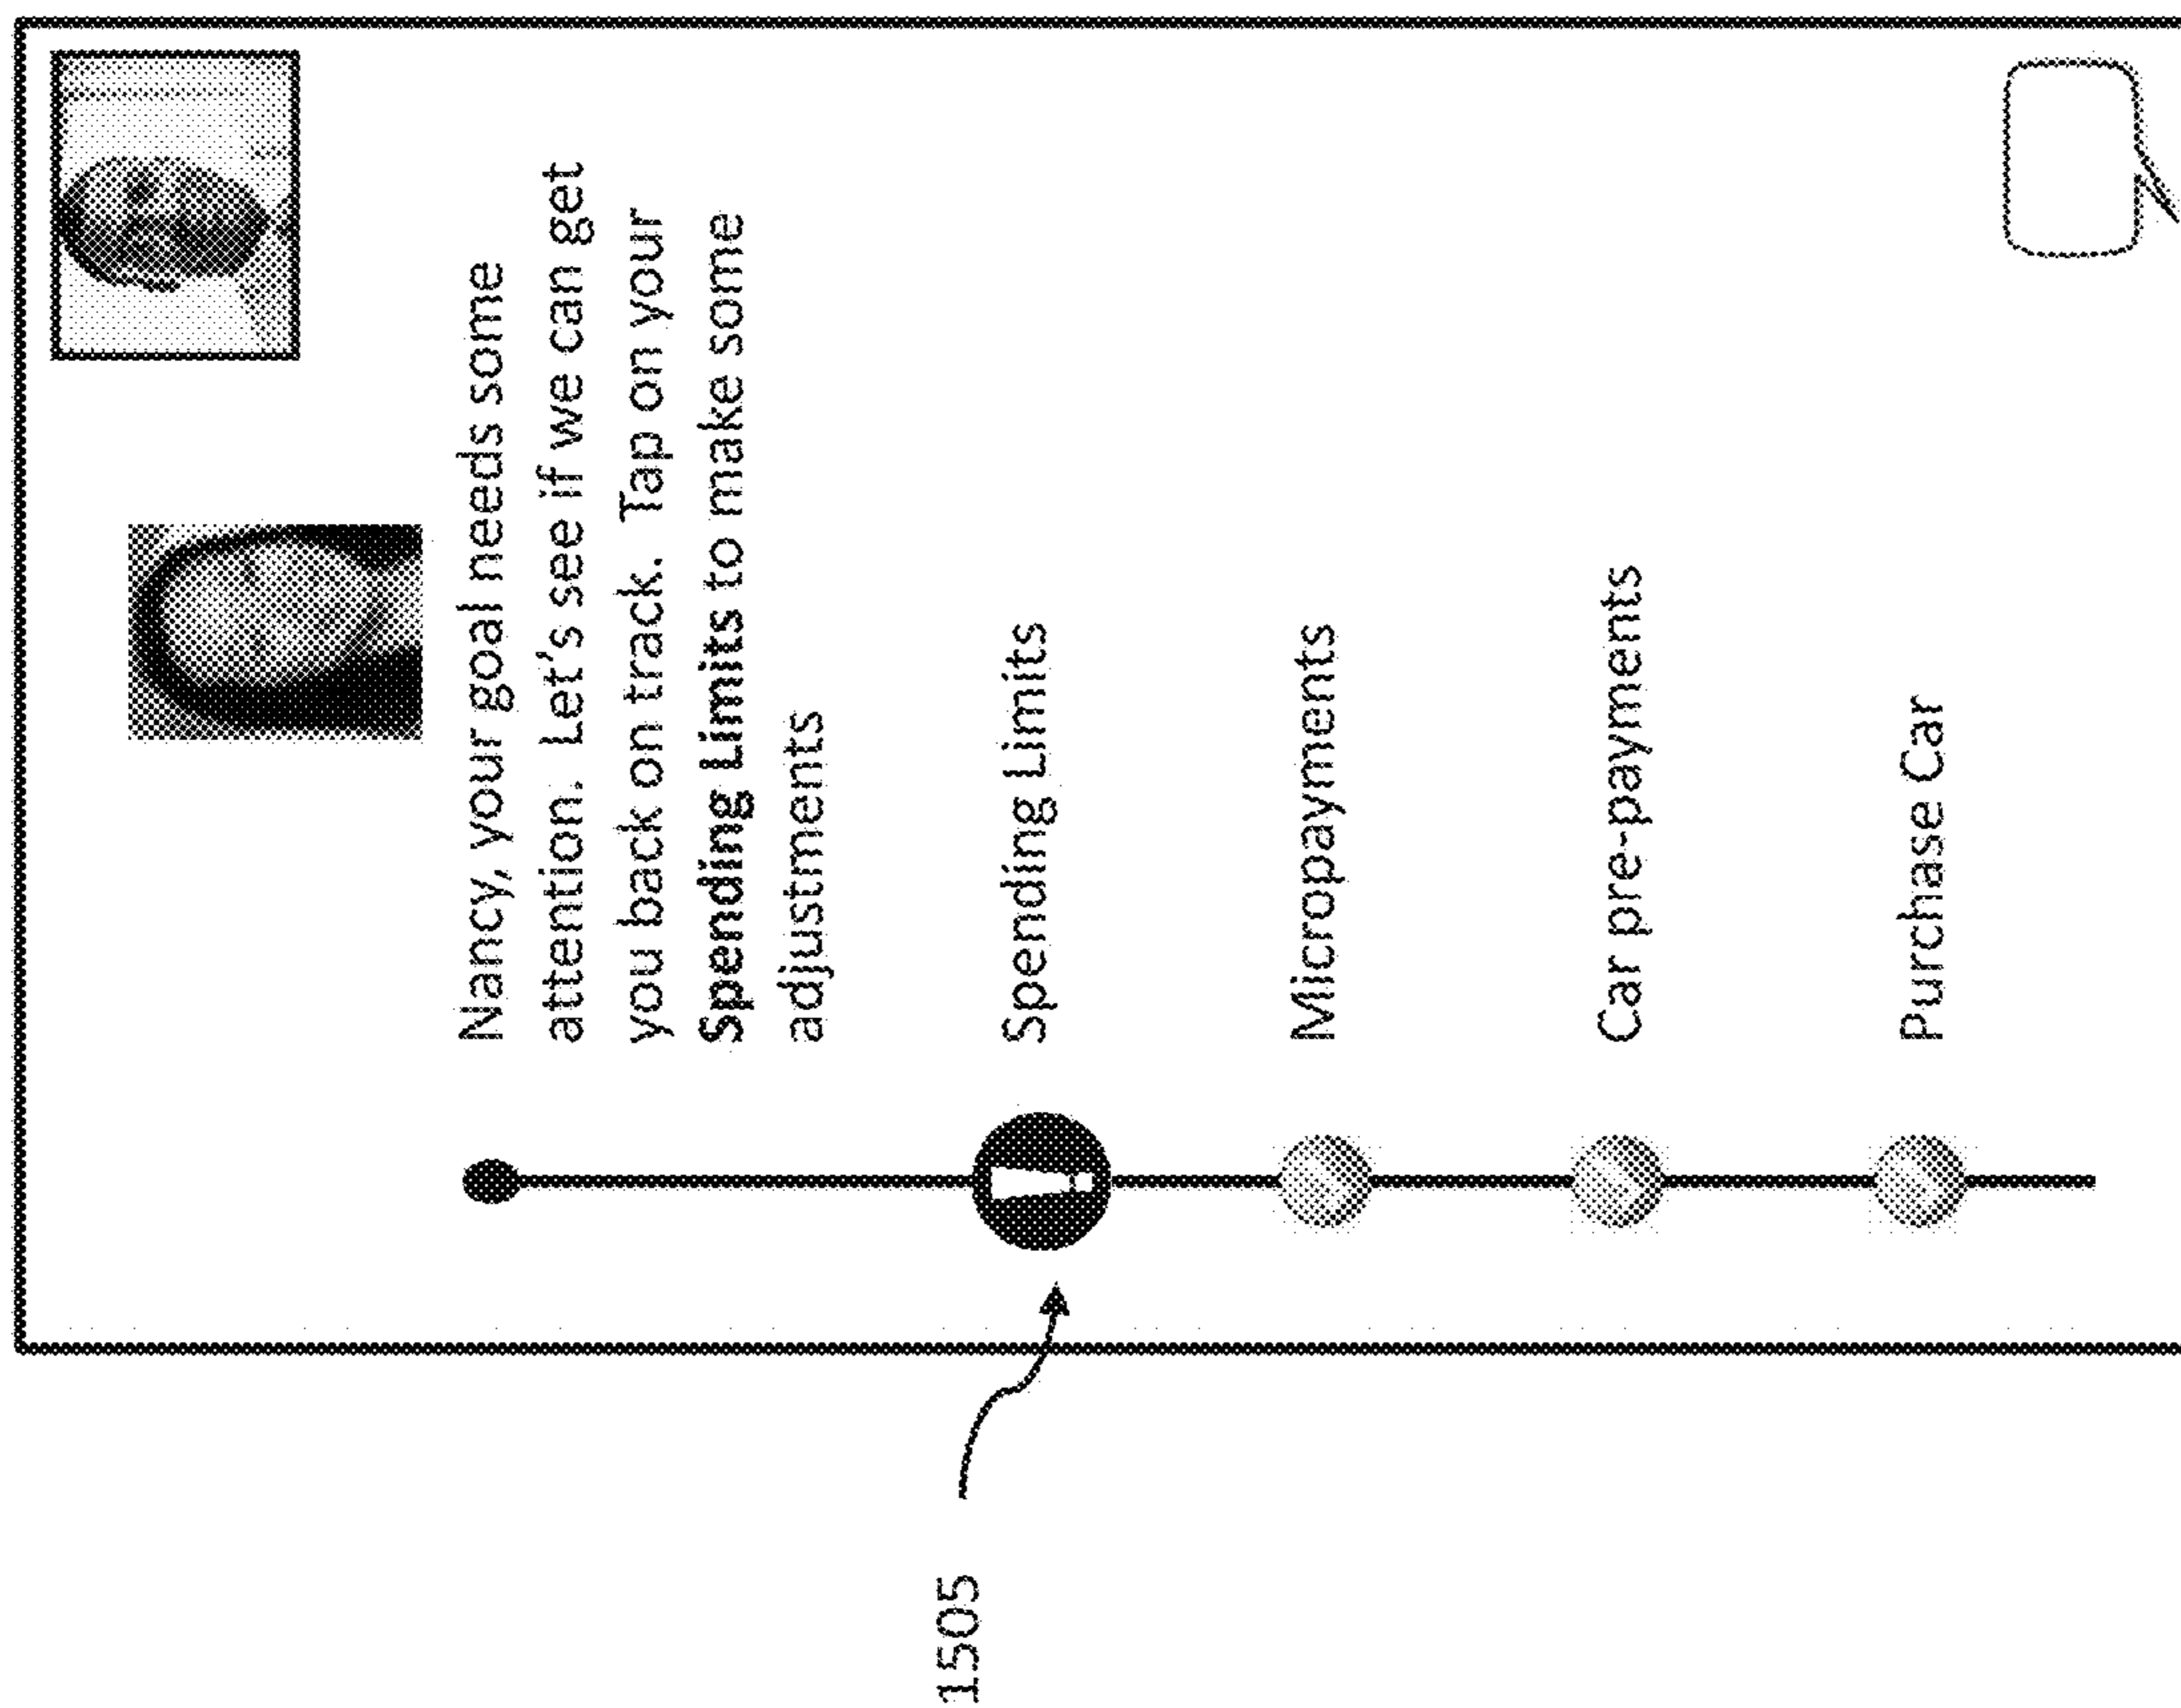 Nancy, your goal needs some
attention. Let's see if we can get
you back on track. Tap on your
Spending Limits to make some
adjustments
Spending Limits
Micropayments
Car pre-payments
Purchase Car
!
1505